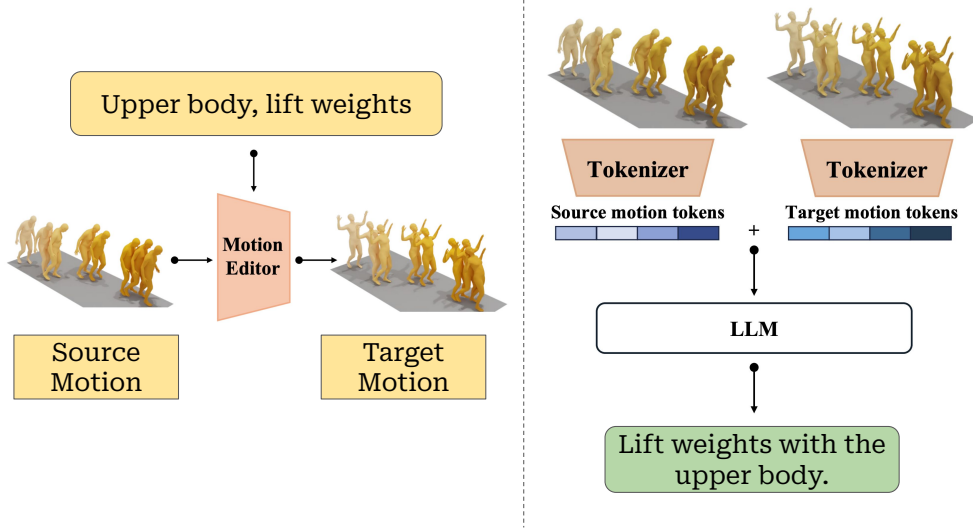 Upper body, lift weights
Motion
Editor
Source
Motion
Target
Motion
Tokenizer
Tokenizer
Source motion tokens
Target motion tokens
+
LLM
Lift weights with the
upper body.